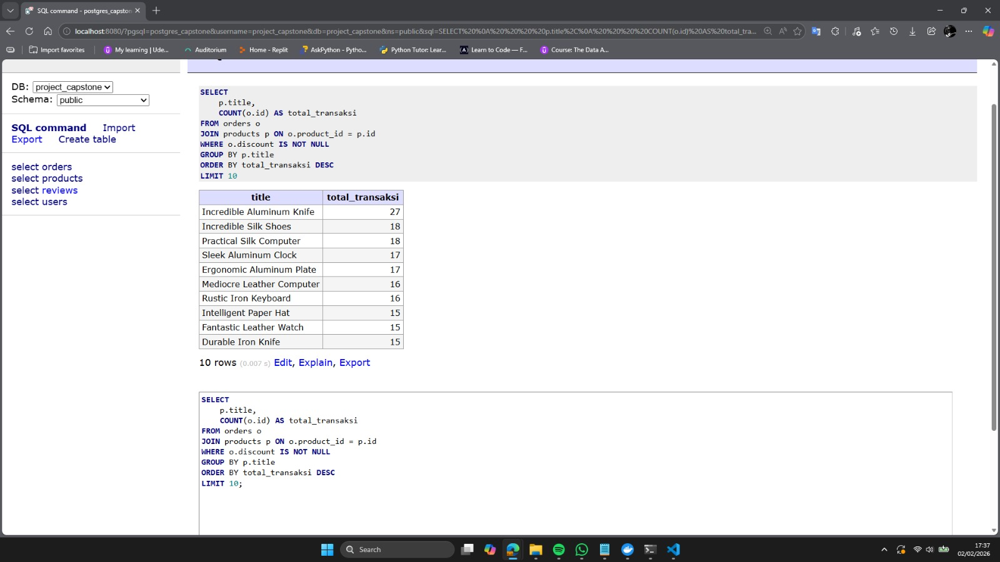 SQL command - postgres_capston
localhost:8080/?pgsql=postgres_capstone&username=project_capstone&db=project_capstone&ns=public&sql=SELECT%20%0A%20%20%20%20p.title%2C%0A%20%20%20%20COUNT(o.id)%20AS%20total_tra...
Import favorites
My learning | Ude...
Auditorium
Home - Replit
AskPython - Pytho...
Python Tutor: Lear...
Learn to Code — F...
Course: The Data A...
DB: project_capstone
Schema: public
SQL command Import
Export Create table
select orders
select products
select reviews
select users
SELECT
p.title,
COUNT(o.id) AS total_transaksi
FROM orders o
JOIN products p ON o.product_id = p.id
WHERE o.discount IS NOT NULL
GROUP BY p.title
ORDER BY total_transaksi DESC
LIMIT 10
title total_transaksi
Incredible Aluminum Knife 27
Incredible Silk Shoes 18
Practical Silk Computer 18
Sleek Aluminum Clock 17
Ergonomic Aluminum Plate 17
Mediocre Leather Computer 16
Rustic Iron Keyboard 16
Intelligent Paper Hat 15
Fantastic Leather Watch 15
Durable Iron Knife 15
10 rows (0.007 s) Edit, Explain, Export
SELECT
p.title,
COUNT(o.id) AS total_transaksi
FROM orders o
JOIN products p ON o.product_id = p.id
WHERE o.discount IS NOT NULL
GROUP BY p.title
ORDER BY total_transaksi DESC
LIMIT 10;
Search
17:37
02/02/2026